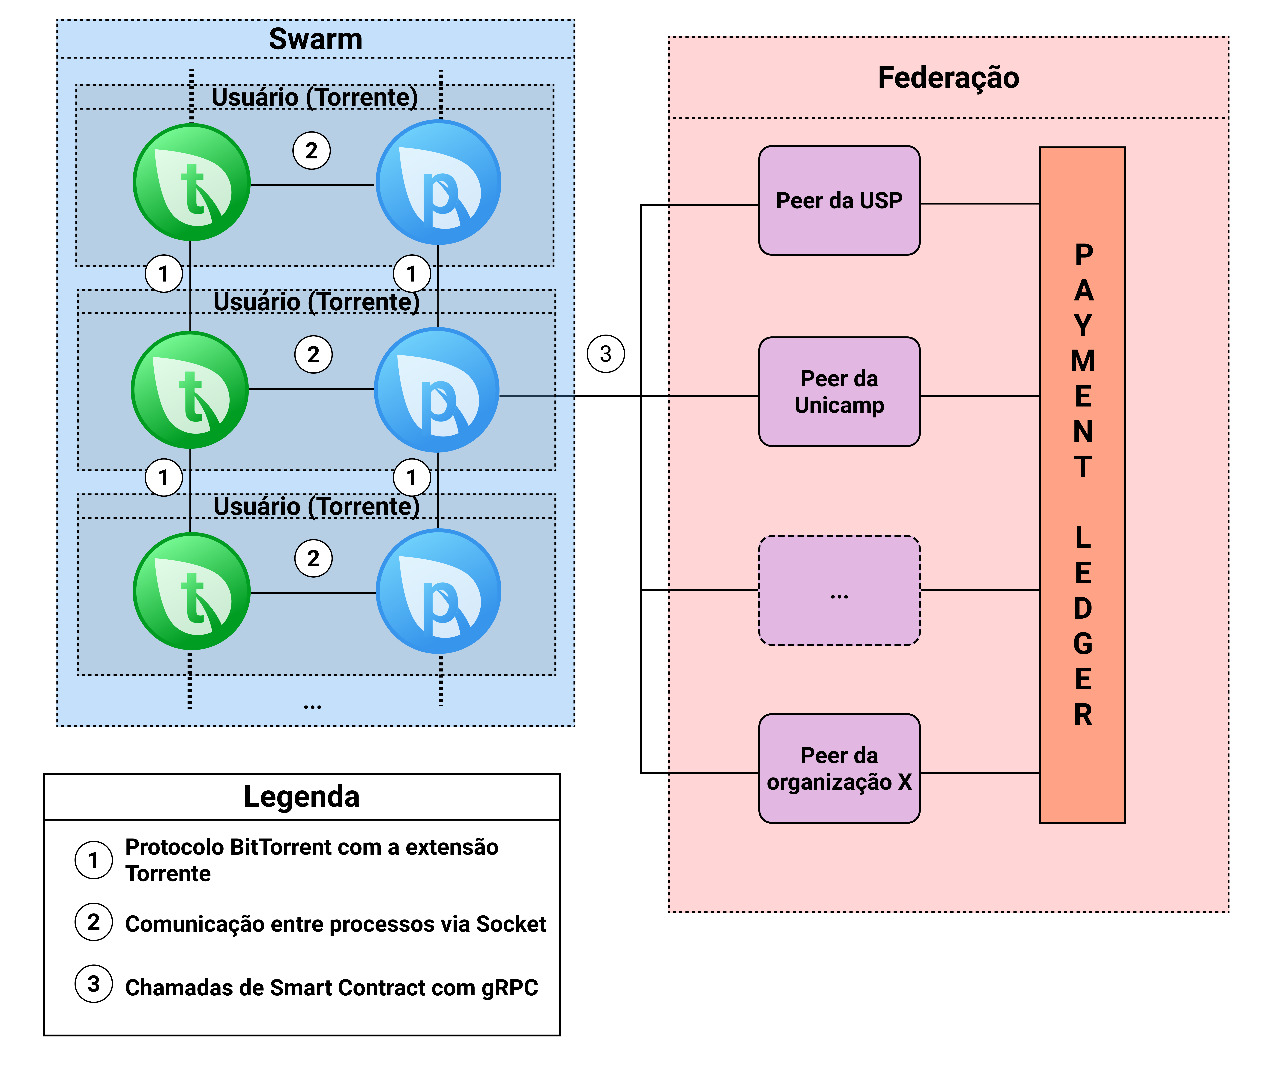 Swarm
Usuário (Torrente)
2
t
p
1
1
Usuário (Torrente)
2
t
p
3
1
1
Usuário (Torrente)
2
t
p
...
Federação
Peer da USP
Peer da
Unicamp
...
Peer da
organização X
PAYMENT LEDGER
Legenda
1
Protocolo BitTorrent com a extensão
Torrente
2
Comunicação entre processos via Socket
3
Chamadas de Smart Contract com gRPC